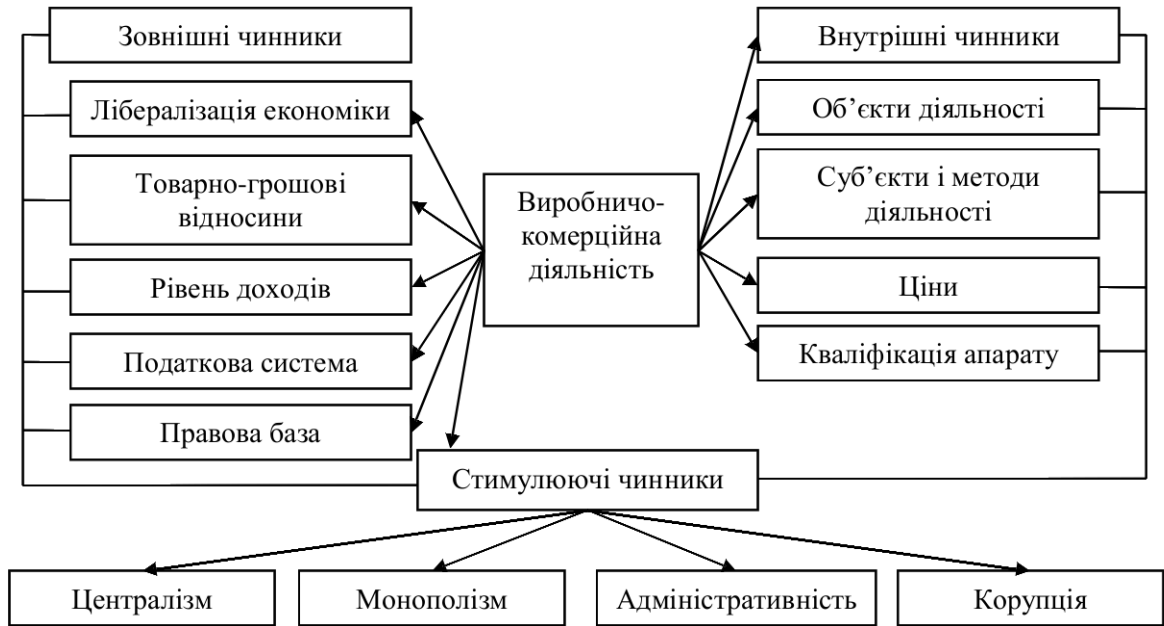 Зовнішні чинники
Лібералізація економіки
Товарно-грошові
відносини
Рівень доходів
Податкова система
Правова база
Виробничо-
комерційна
діяльність
Внутрішні чинники
Об’єкти діяльності
Суб’єкти і методи
діяльності
Ціни
Кваліфікація апарату
Стимулюючі чинники
Централізм
Монополізм
Адміністративність
Корупція